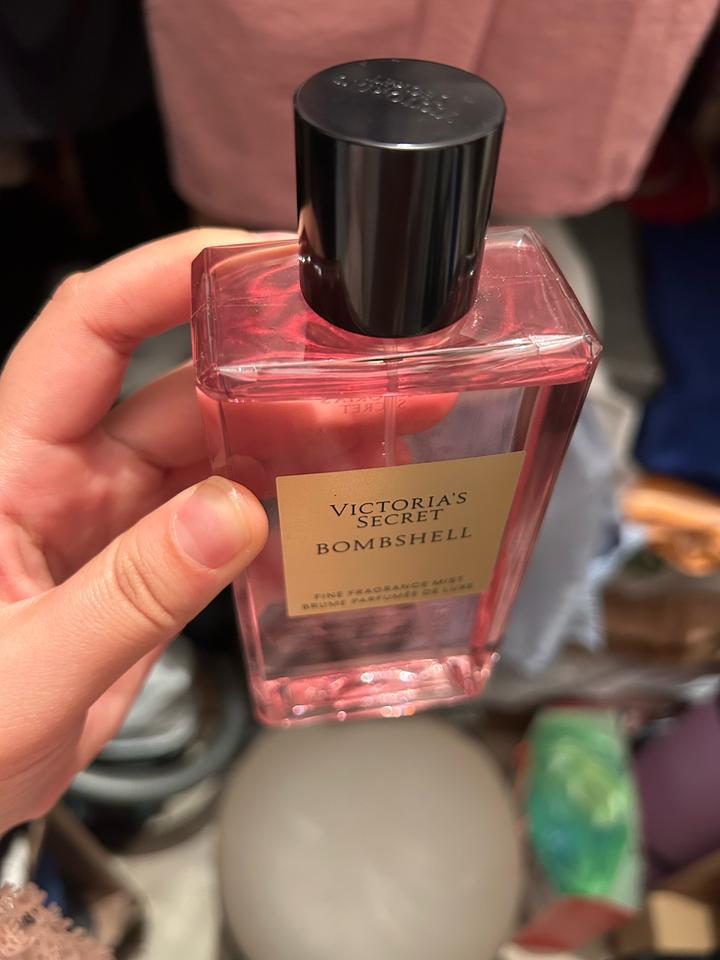 VICTORIA'S
SECRET
BOMBSHELL
FINE FRAGRANCE MIST
BRUME PARFUMÉE DE LUXE